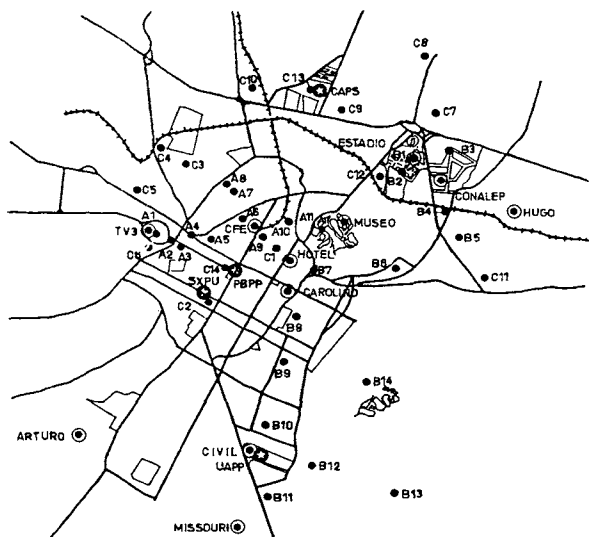 C8
C10
C13
CAPS
C9
C7
ESTADIO
B1
B3
C4
C3
C12
B2
CONALEP
A8
A7
C5
B4
HUGO
A6
CFE
A10
A11
MUSEO
A1
TV3
A4
A5
A9
B5
A2
A3
C1
HOTEL
C14
PBPP
B7
B6
C11
SXPU
CAROLINO
C2
B8
B9
B14
B10
ARTURO
CIVIL
UAPP
B12
B11
B13
MISSOURI